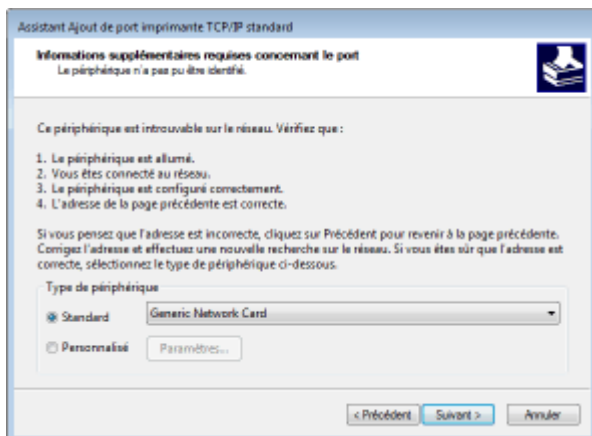 Assistant Ajout de port imprimante TCP/IP standard
Informations supplémentaires requises concernant le port
Le périphérique n'a pas pu être identifié.
Ce périphérique est introuvable sur le réseau. Vérifiez que :
1. Le périphérique est allumé.
2. Vous êtes connecté au réseau.
3. Le périphérique est configuré correctement.
4. L'adresse de la page précédente est correcte.
Si vous pensez que l'adresse est incorrecte, cliquez sur Précédent pour revenir à la page précédente.
Corrigez l'adresse et effectuez une nouvelle recherche sur le réseau. Si vous êtes sûr que l'adresse est
correcte, sélectionnez le type de périphérique ci-dessous.
Type de périphérique
Standard Generic Network Card
Personnalisé Paramètres...
< Précédent Suivant > Annuler